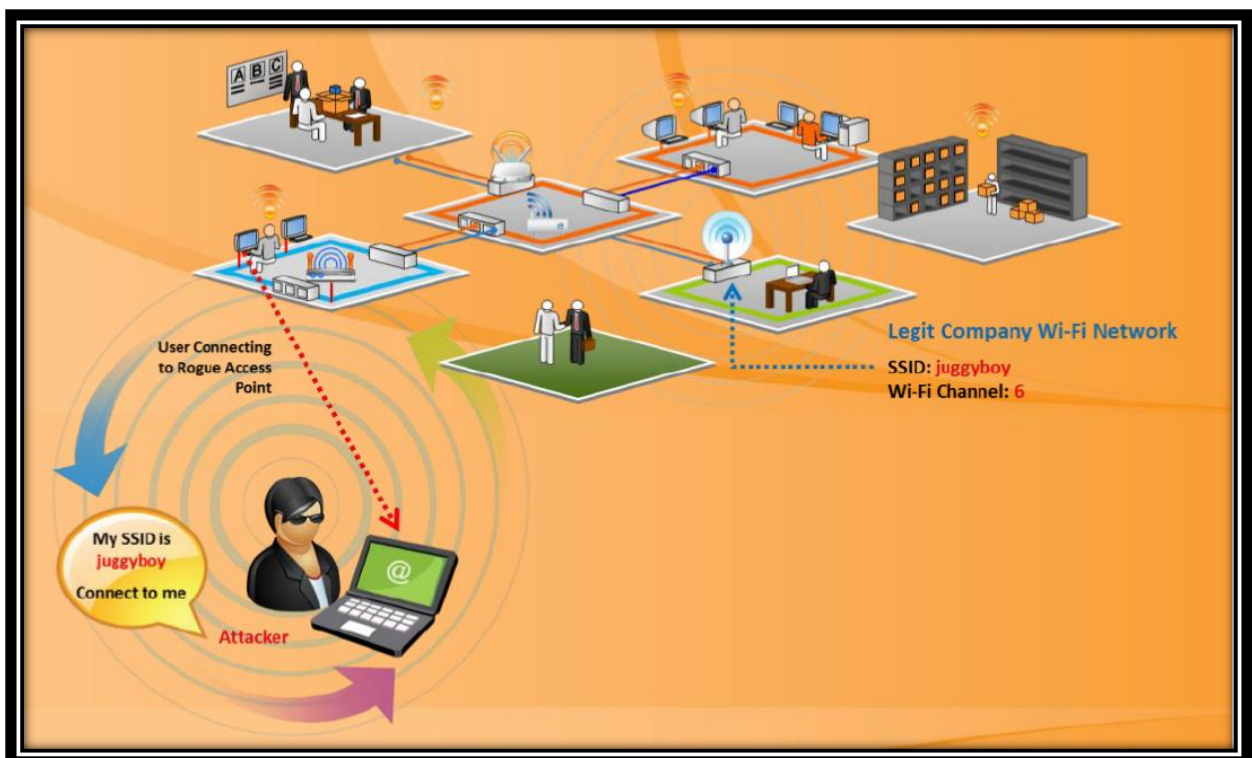 A B C
User Connecting
to Rogue Access
Point
Legit Company Wi-Fi Network
SSID: juggyboy
Wi-Fi Channel: 6
My SSID is
juggyboy
Connect to me
@
Attacker